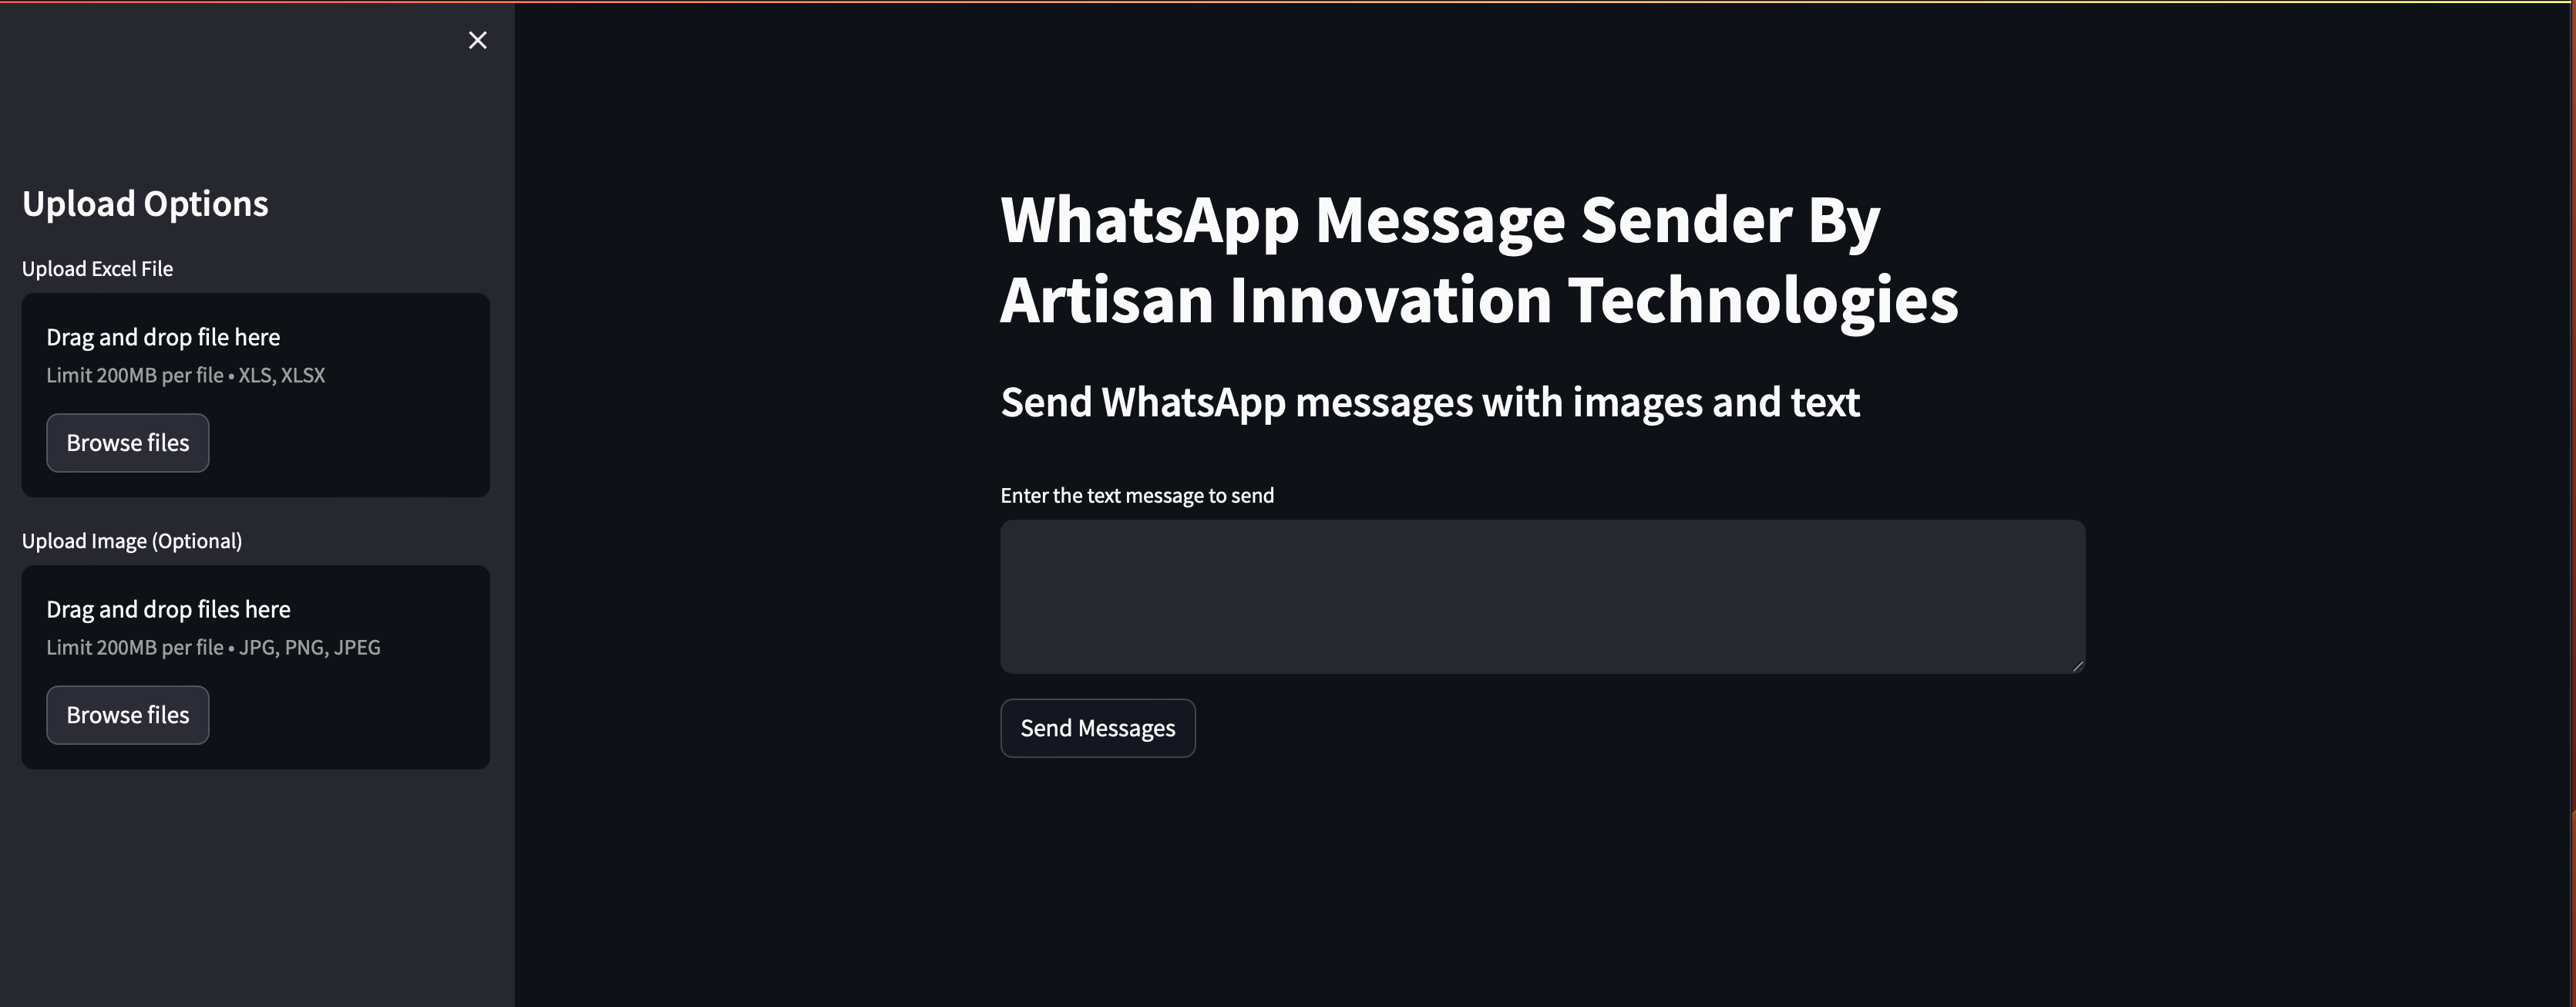 Upload Options
Upload Excel File
Drag and drop file here
Limit 200MB per file • XLS, XLSX
Browse files
Upload Image (Optional)
Drag and drop files here
Limit 200MB per file • JPG, PNG, JPEG
Browse files
WhatsApp Message Sender By
Artisan Innovation Technologies
Send WhatsApp messages with images and text
Enter the text message to send
Send Messages